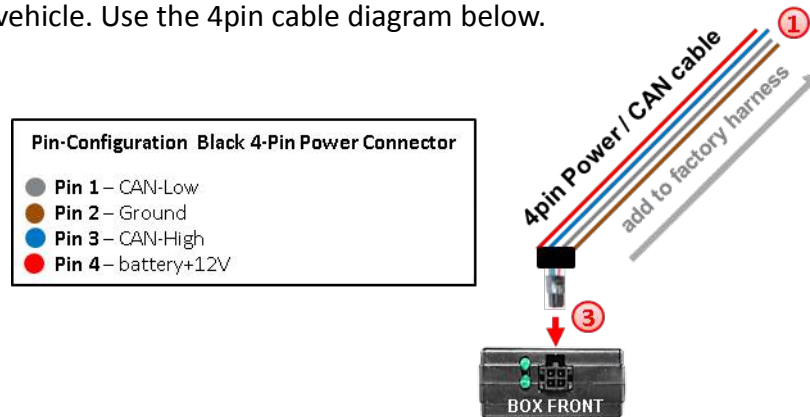 vehicle. Use the 4pin cable diagram below.
1
4pin Power / CAN cable
add to factory harness
Pin-Configuration Black 4-Pin Power Connector
Pin 1 – CAN-Low
Pin 2 – Ground
Pin 3 – CAN-High
Pin 4 – battery+12V
3
BOX FRONT